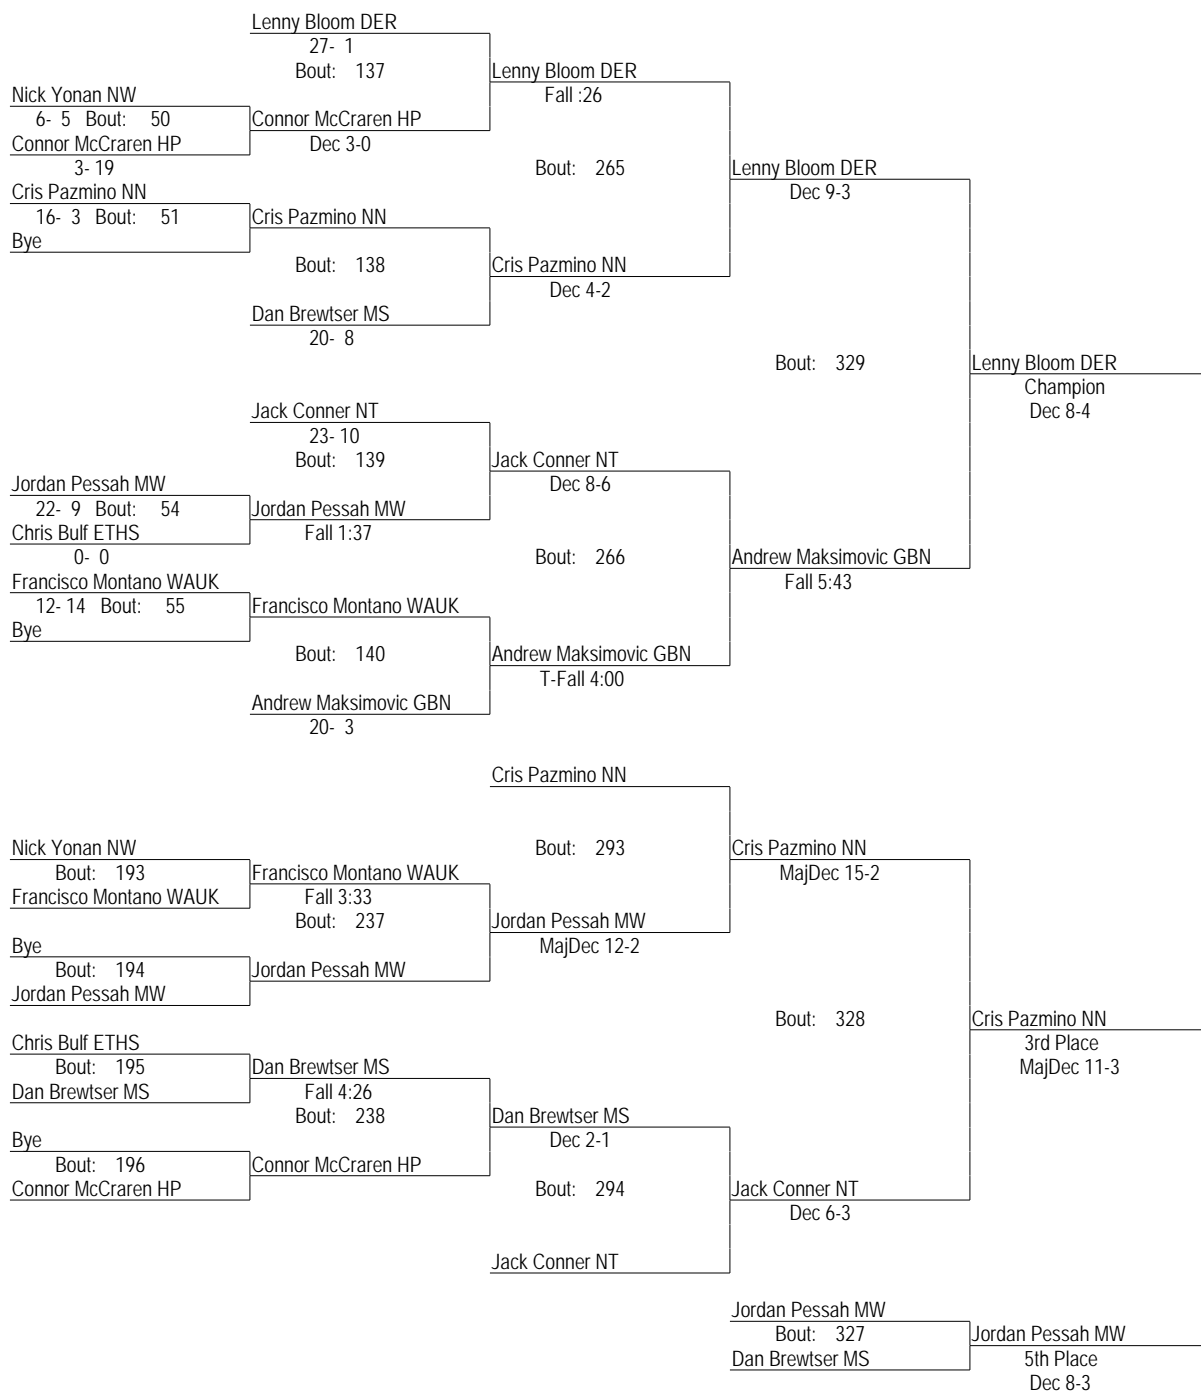 Lenny Bloom DER
27- 1
Bout: 137
Lenny Bloom DER
Fall :26
Nick Yonan NW
6- 5 Bout: 50
Connor McCraren HP
Connor McCraren HP
Dec 3-0
3- 19
Bout: 265
Lenny Bloom DER
Dec 9-3
Cris Pazmino NN
16- 3 Bout: 51
Cris Pazmino NN
Bye
Bout: 138
Cris Pazmino NN
Dec 4-2
Dan Brewtser MS
20- 8
Bout: 329
Lenny Bloom DER
Champion
Dec 8-4
Jack Conner NT
23- 10
Bout: 139
Jack Conner NT
Dec 8-6
Jordan Pessah MW
22- 9 Bout: 54
Jordan Pessah MW
Chris Bulf ETHS
Fall 1:37
0- 0
Bout: 266
Andrew Maksimovic GBN
Fall 5:43
Francisco Montano WAUK
12- 14 Bout: 55
Francisco Montano WAUK
Bye
Bout: 140
Andrew Maksimovic GBN
T-Fall 4:00
Andrew Maksimovic GBN
20- 3
Cris Pazmino NN
Nick Yonan NW
Bout: 293
Cris Pazmino NN
Bout: 193
Francisco Montano WAUK
MajDec 15-2
Francisco Montano WAUK
Fall 3:33
Bout: 237
Jordan Pessah MW
Bye
MajDec 12-2
Bout: 194
Jordan Pessah MW
Jordan Pessah MW
Bout: 328
Cris Pazmino NN
3rd Place
MajDec 11-3
Chris Bulf ETHS
Bout: 195
Dan Brewtser MS
Dan Brewtser MS
Fall 4:26
Bout: 238
Dan Brewtser MS
Bye
Dec 2-1
Bout: 196
Connor McCraren HP
Connor McCraren HP
Bout: 294
Jack Conner NT
Dec 6-3
Jack Conner NT
Jordan Pessah MW
Bout: 327
Jordan Pessah MW
Dan Brewtser MS
5th Place
Dec 8-3